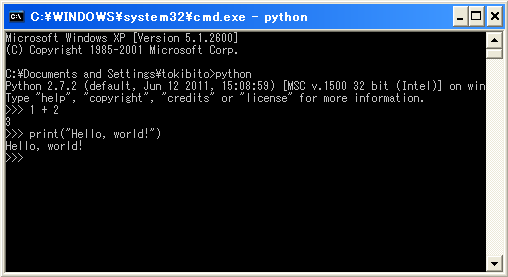 C:¥WINDOWS¥system32¥cmd.exe - python
Microsoft Windows XP [Version 5.1.2600]
(C) Copyright 1985-2001 Microsoft Corp.
C:¥Documents and Settings¥tokibito>python
Python 2.7.2 (default, Jun 12 2011, 15:08:59) [MSC v.1500 32 bit (Intel)] on win
Type "help", "copyright", "credits" or "license" for more information.
>>> 1 + 2
3
>>> print("Hello, world!")
Hello, world!
>>>